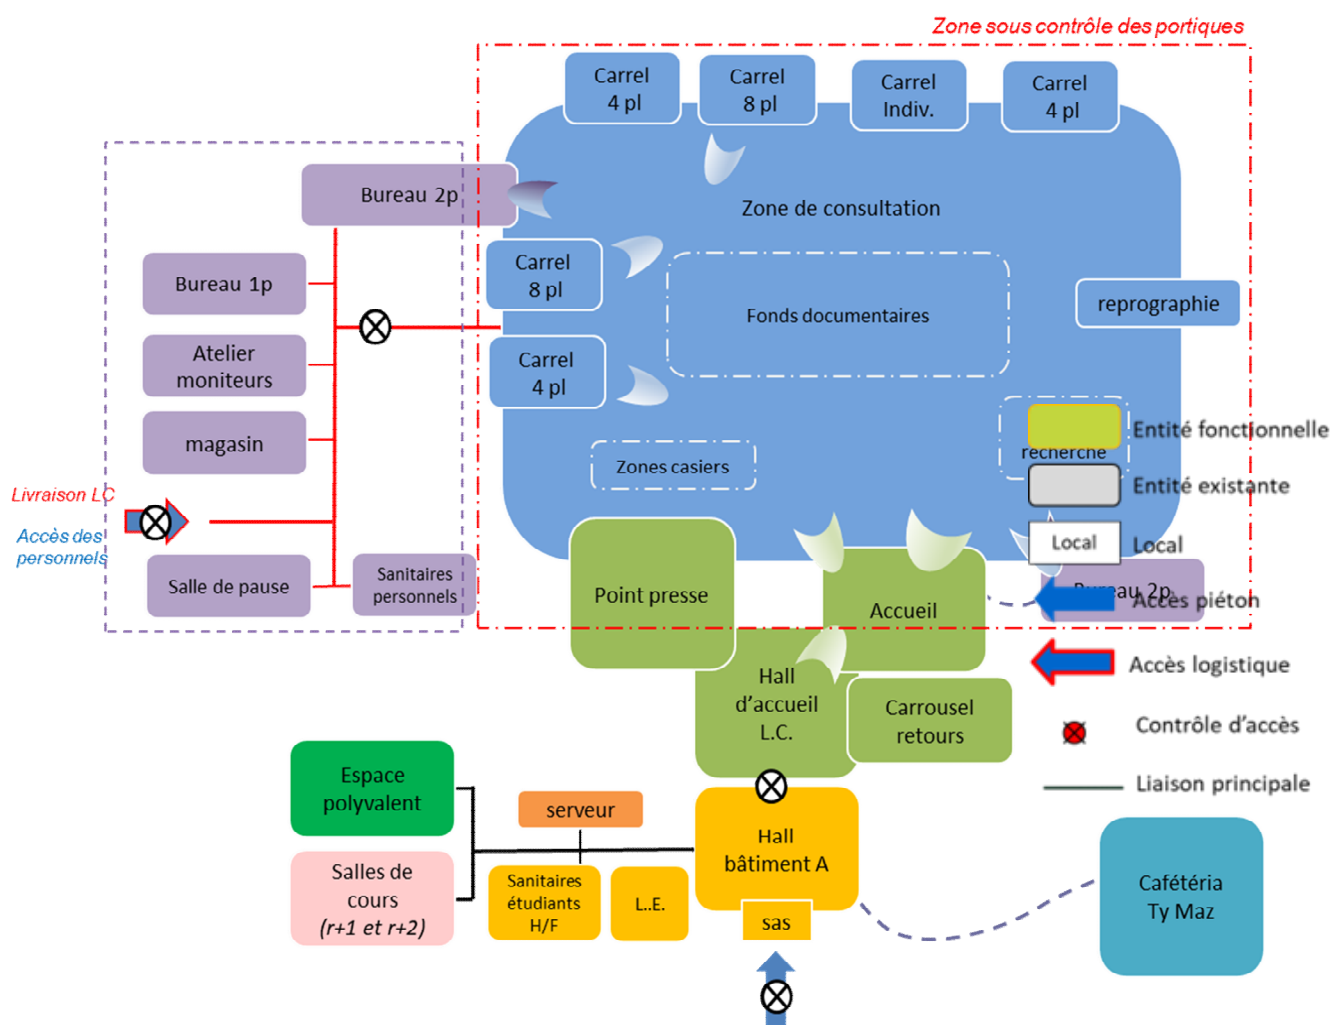 Zone sous contrôle des portiques
Carrel
4 pl
Carrel
8 pl
Carrel
Indiv.
Carrel
4 pl
Bureau 2p
Zone de consultation
Carrel
8 pl
Bureau 1p
Fonds documentaires
reprographie
Atelier
moniteurs
Carrel
4 pl
magasin
Zones casiers
recherche
Entité fonctionnelle
Entité existante
Livraison LC
Accès des
personnels
Local
Local
Salle de pause
Sanitaires
personnels
Point presse
Accueil
Bureau 2p
Accès piéton
Accès logistique
Hall
d’accueil
L.C.
Carrousel
retours
Contrôle d’accès
Liaison principale
Espace
polyvalent
serveur
Hall
bâtiment A
Salles de
cours
(r+1 et r+2)
Sanitaires
étudiants
H/F
L..E.
sas
Cafétéria
Ty Maz